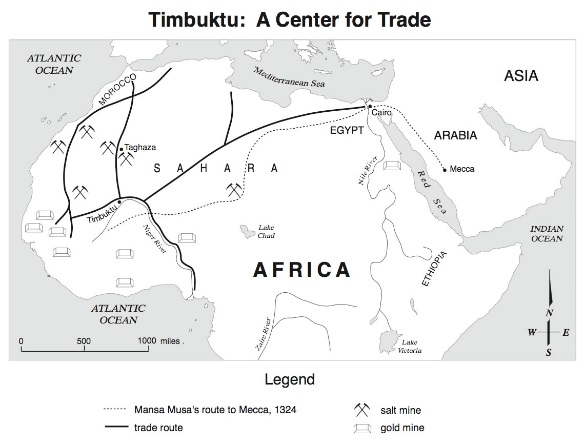 Timbuktu: A Center for Trade
ATLANTIC
OCEAN
MOROCCO
Mediterranean Sea
ASIA
Cairo
EGYPT
ARABIA
Taghaza
SAHARA
Nile River
Red Sea
Mecca
Timbuktu
Niger River
Lake
Chad
INDIAN
OCEAN
AFRICA
ETHIOPIA
ATLANTIC
OCEAN
Zaire River
Lake
Victoria
N
W E
S
0 500 1000 miles
Legend
Mansa Musa's route to Mecca, 1324
salt mine
trade route
gold mine